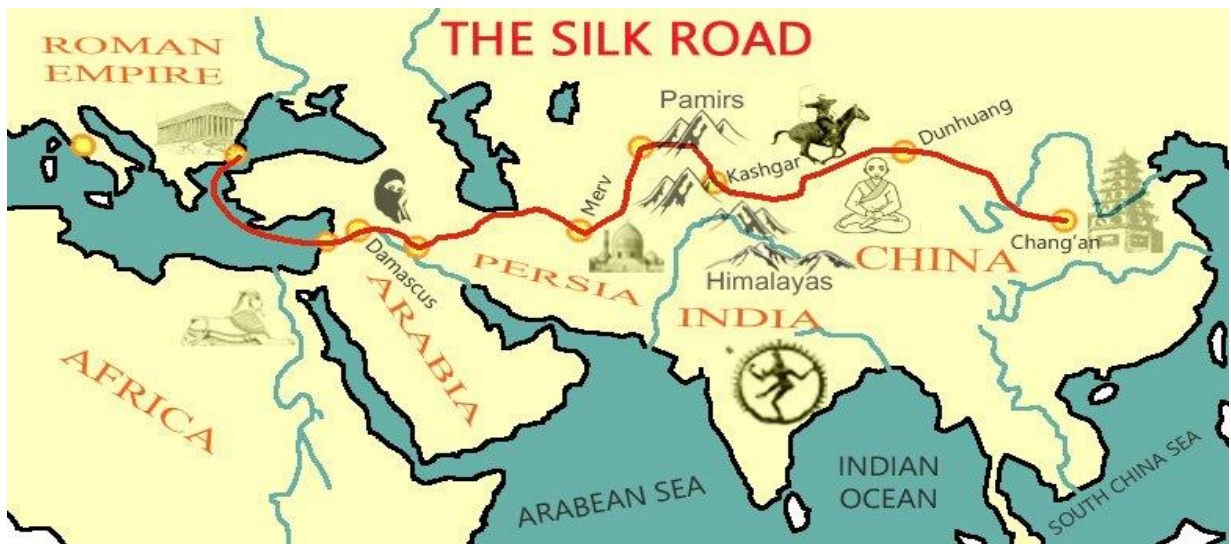 THE SILK ROAD
ROMAN
EMPIRE
Pamirs
Dunhuang
Kashgar
Merv
Chang'an
Damascus
PERSIA
CHINA
Himalayas
ARABIA
INDIA
AFRICA
INDIAN
OCEAN
ARABEAN SEA
SOUTH CHINA SEA